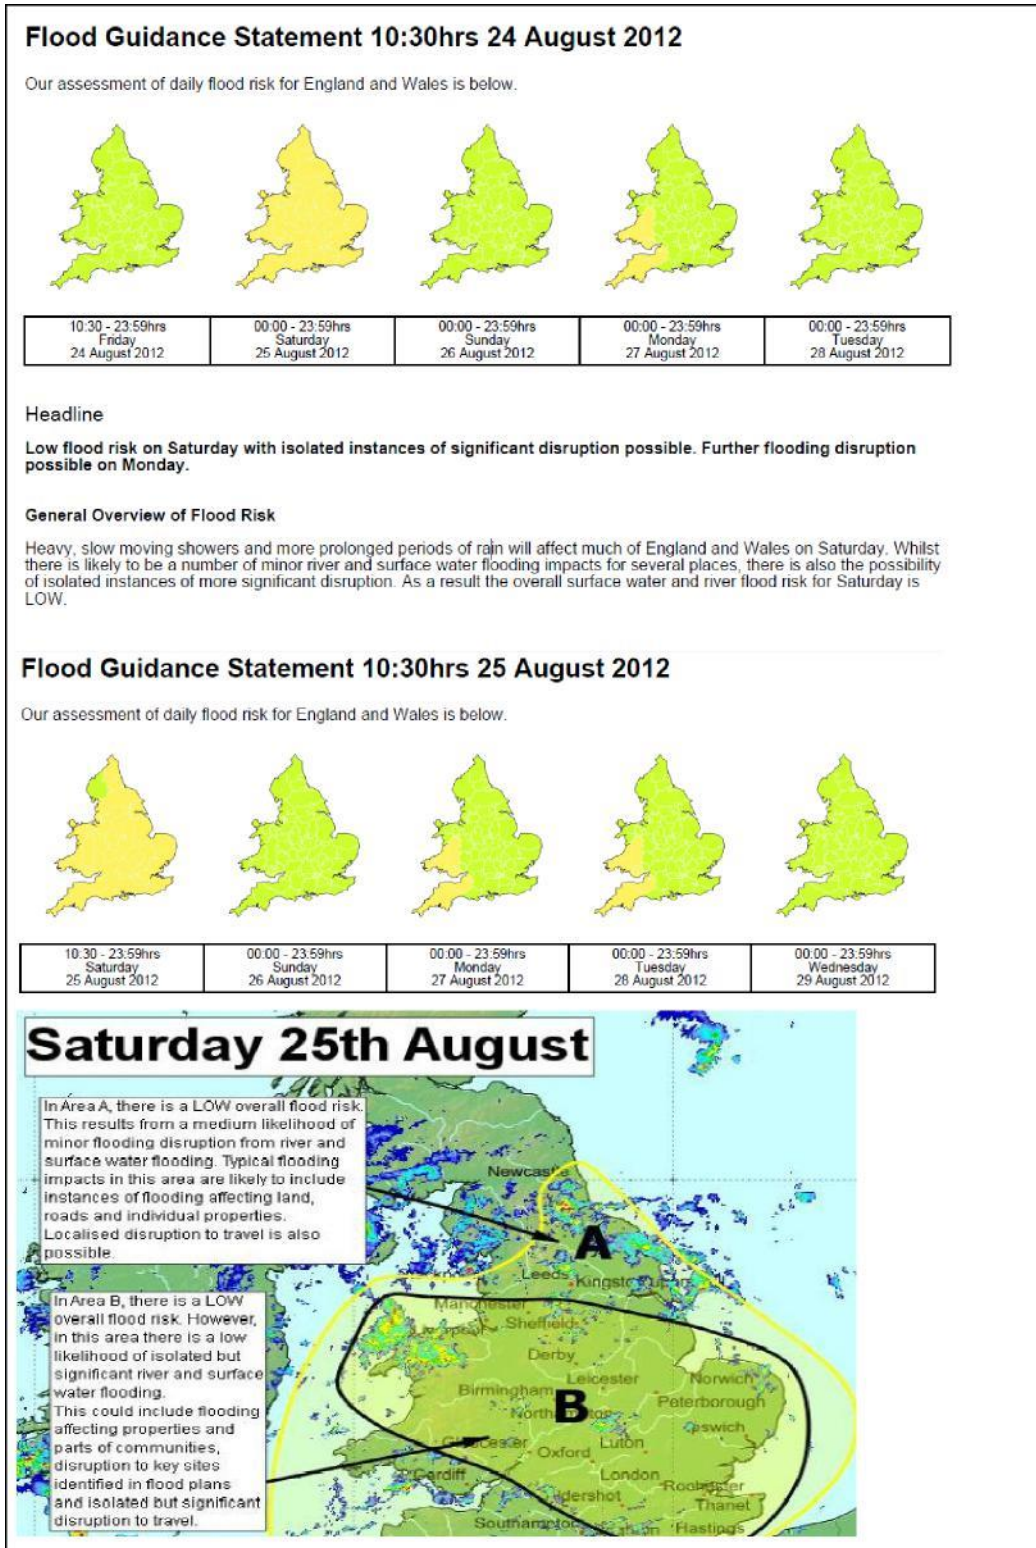 Flood Guidance Statement 10:30hrs 24 August 2012
Our assessment of daily flood risk for England and Wales is below.
10:30 - 23:59hrs
Friday
24 August 2012
00:00 - 23:59hrs
Saturday
25 August 2012
00:00 - 23:59hrs
Sunday
26 August 2012
00:00 - 23:59hrs
Monday
27 August 2012
00:00 - 23:59hrs
Tuesday
28 August 2012
Headline
Low flood risk on Saturday with isolated instances of significant disruption possible. Further flooding disruption
possible on Monday.
General Overview of Flood Risk
Heavy, slow moving showers and more prolonged periods of rain will affect much of England and Wales on Saturday. Whilst
there is likely to be a number of minor river and surface water flooding impacts for several places, there is also the possibility
of isolated instances of more significant disruption. As a result the overall surface water and river flood risk for Saturday is
LOW.
Flood Guidance Statement 10:30hrs 25 August 2012
Our assessment of daily flood risk for England and Wales is below.
10:30 - 23:59hrs
Saturday
25 August 2012
00:00 - 23:59hrs
Sunday
26 August 2012
00:00 - 23:59hrs
Monday
27 August 2012
00:00 - 23:59hrs
Tuesday
28 August 2012
00:00 - 23:59hrs
Wednesday
29 August 2012
Saturday 25th August
In Area A, there is a LOW overall flood risk.
This results from a medium likelihood of
minor flooding disruption from river and
surface water flooding. Typical flooding
impacts in this area are likely to include
instances of flooding affecting land,
roads and individual properties.
Localised disruption to travel is also
possible.
In Area B, there is a LOW
overall flood risk. However,
in this area there is a low
likelihood of isolated but
significant river and surface
water flooding.
This could include flooding
affecting properties and
parts of communities,
disruption to key sites
identified in flood plans
and isolated but significant
disruption to travel.
Newcastle
A
Leeds
Manchester
Sheffield
Derby
Leicester
Norwich
Birmingham
Peterborough
B
Northampton
Ipswich
Gloucester
Oxford
Luton
Cardiff
London
Rochester
Thanet
Southampton
Hastings